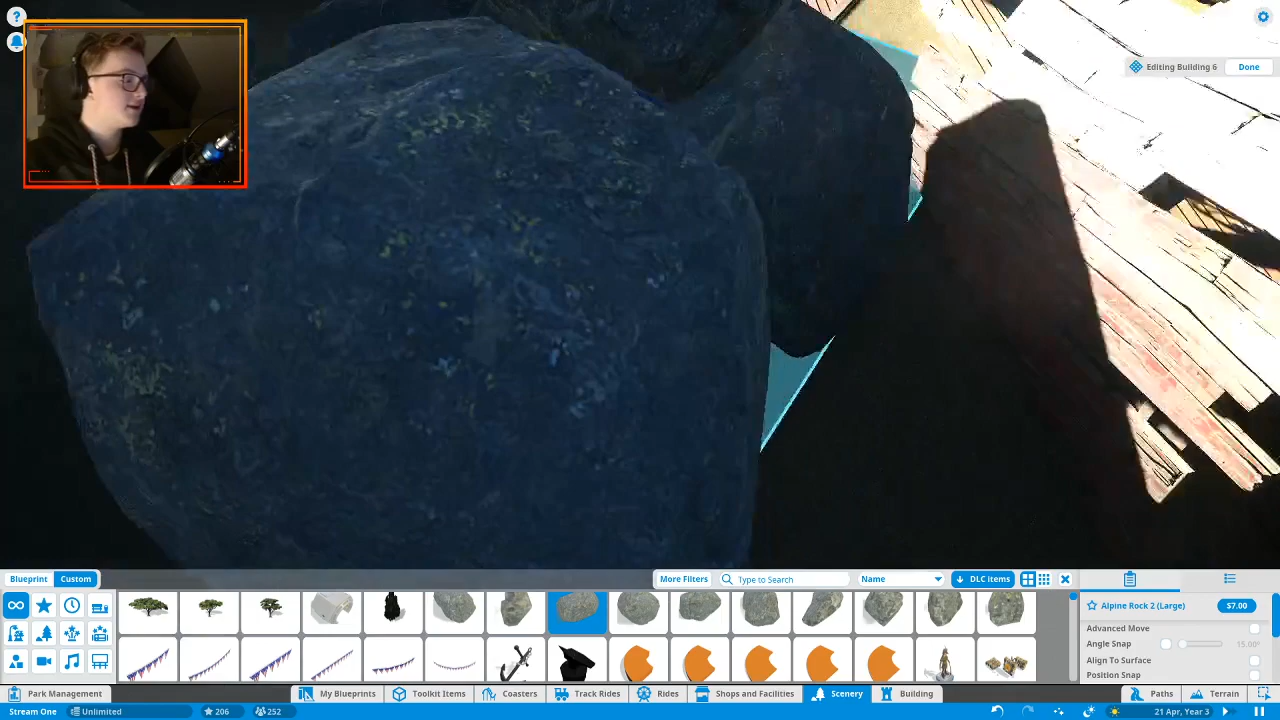 ?
Editing Building 6 Done
Blueprint Custom
More Filters Type to Search Name DLC items
Alpine Rock 2 (Large) $7.00
Advanced Move
Angle Snap 15.00°
Align To Surface
Position Snap
Park Management My Blueprints Toolkit Items Coasters Track Rides Rides Shops and Facilities Scenery Building Paths Terrain
Stream One Unlimited 206 252 21 Apr, Year 3